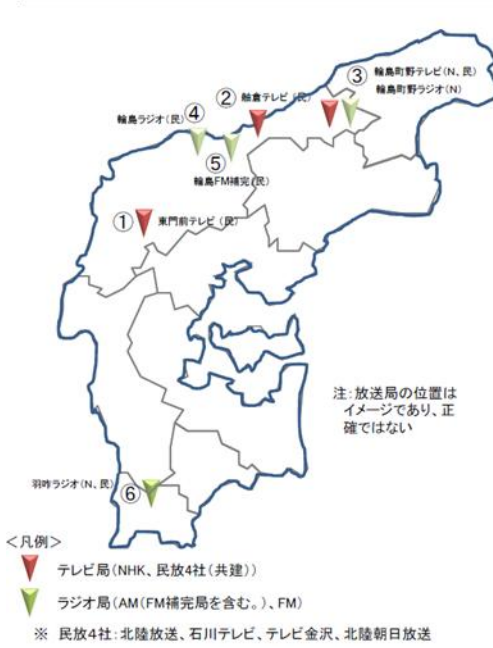 ③
輪島町野テレビ(N、民)
輪島町野ラジオ(N)
②
舳倉テレビ(民)
④
輪島ラジオ(民)
⑤
輪島FM補完(民)
①
東門前テレビ(民)
注:放送局の位置は
イメージであり、正
確ではない
羽咋ラジオ(N、民)
⑥
<凡例>
テレビ局(NHK、民放4社(共建))
ラジオ局(AM(FM補完局を含む。)、FM)
※ 民放4社:北陸放送、石川テレビ、テレビ金沢、北陸朝日放送